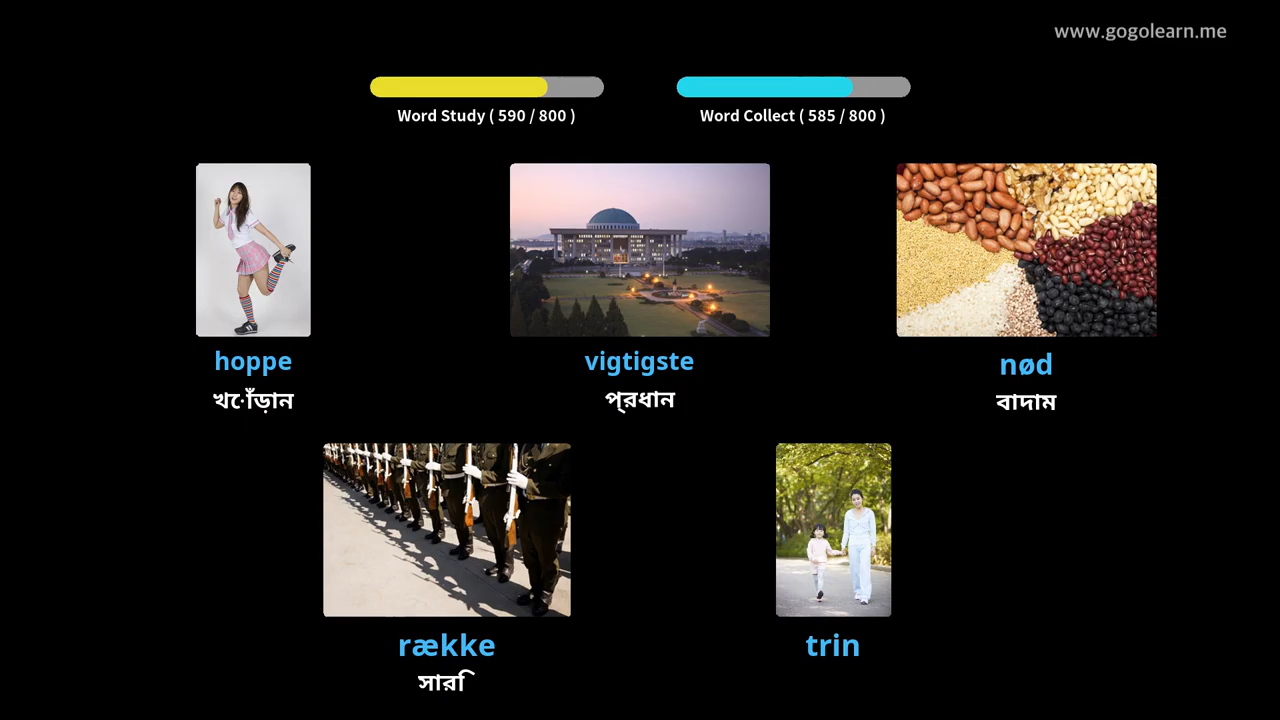 www.gogolearn.me
Word Study ( 590 / 800 )
Word Collect ( 585 / 800 )
hoppe
vigtigste
nød
খোঁড়ান
প্রধান
বাদাম
række
trin
সারি